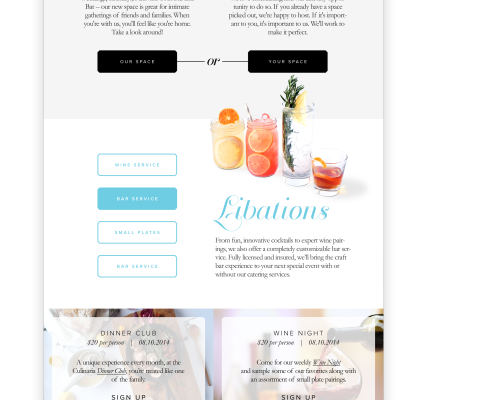 Bar – our new space is great for intimate
gatherings of friends and families. When
you're with us, you'll feel like you're home.
Take a look around!
tunity to do so. If you already have a space
picked out, we're happy to host. If it's import-
ant to you, it's important to us. We'll work to
make it perfect.
OUR SPACE
or
YOUR SPACE
WINE SERVICE
BAR SERVICE
SMALL PLATES
BAR SERVICE
Libations
From fun, innovative cocktails to expert wine pair-
ings, we also offer a completely customizable bar ser-
vice. Fully licensed and insured, we'll bring the craft
bar experience to your next special event with or
without our catering services.
DINNER CLUB
$20 per person | 08.10.2014
A unique experience every month, at the
Culinaria Dinner Club, you're treated like one
of the family.
SIGN UP
WINE NIGHT
$20 per person | 08.10.2014
Come for our weekly Wine Night
and sample some of our favorites along with
an assortment of small plate pairings.
SIGN UP